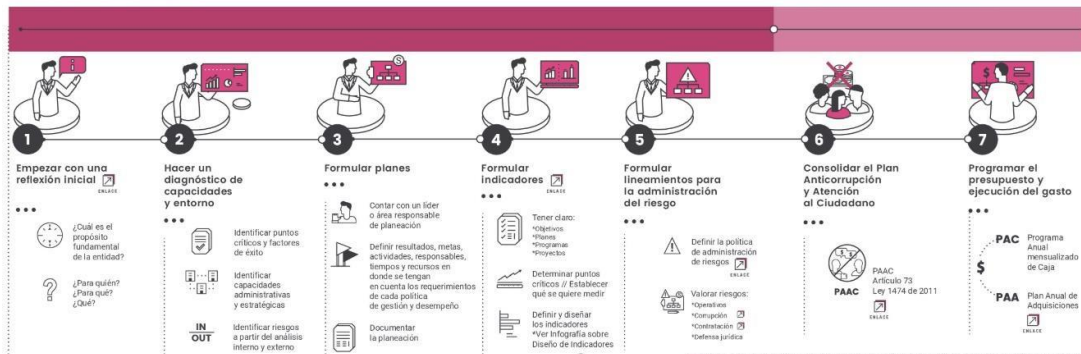 1
Empezar con una
reflexión inicial
ENLACE
¿Cuál es el
propósito
fundamental
de la entidad?
¿Para quién?
¿Para qué?
¿Qué?
2
Hacer un
diagnóstico de
capacidades
y entorno
Identificar puntos
críticos y factores
de éxito
Identificar
capacidades
administrativas
y estratégicas
IN
OUT
Identificar riesgos
a partir del análisis
interno y externo
3
Formular planes
Contar con un líder
o área responsable
de planeación
Definir resultados, metas,
actividades, responsables,
tiempos y recursos en
donde se tengan
en cuenta los requerimientos
de cada política
de gestión y desempeño
Documentar
la planeación
4
Formular
indicadores
ENLACE
Tener claro:
*Objetivos
*Planes
*Programas
*Proyectos
Determinar puntos
críticos // Establecer
qué se quiere medir
Definir y diseñar
los indicadores
*Ver Infografía sobre
Diseño de Indicadores
5
Formular
lineamientos para
la administración
del riesgo
Definir la política
de administración
de riesgos
ENLACE
Valorar riesgos:
*Operativos
*Corrupción
*Contratación
*Defensa jurídica
6
Consolidar el Plan
Anticorrupción
y Atención
al Ciudadano
PAAC
PAAC
Artículo 73
Ley 1474 de 2011
ENLACE
7
Programar el
presupuesto y
ejecución del gasto
$
PAC Programa
Anual
mensualizado
de Caja
$
PAA Plan Anual de
Adquisiciones
ENLACE